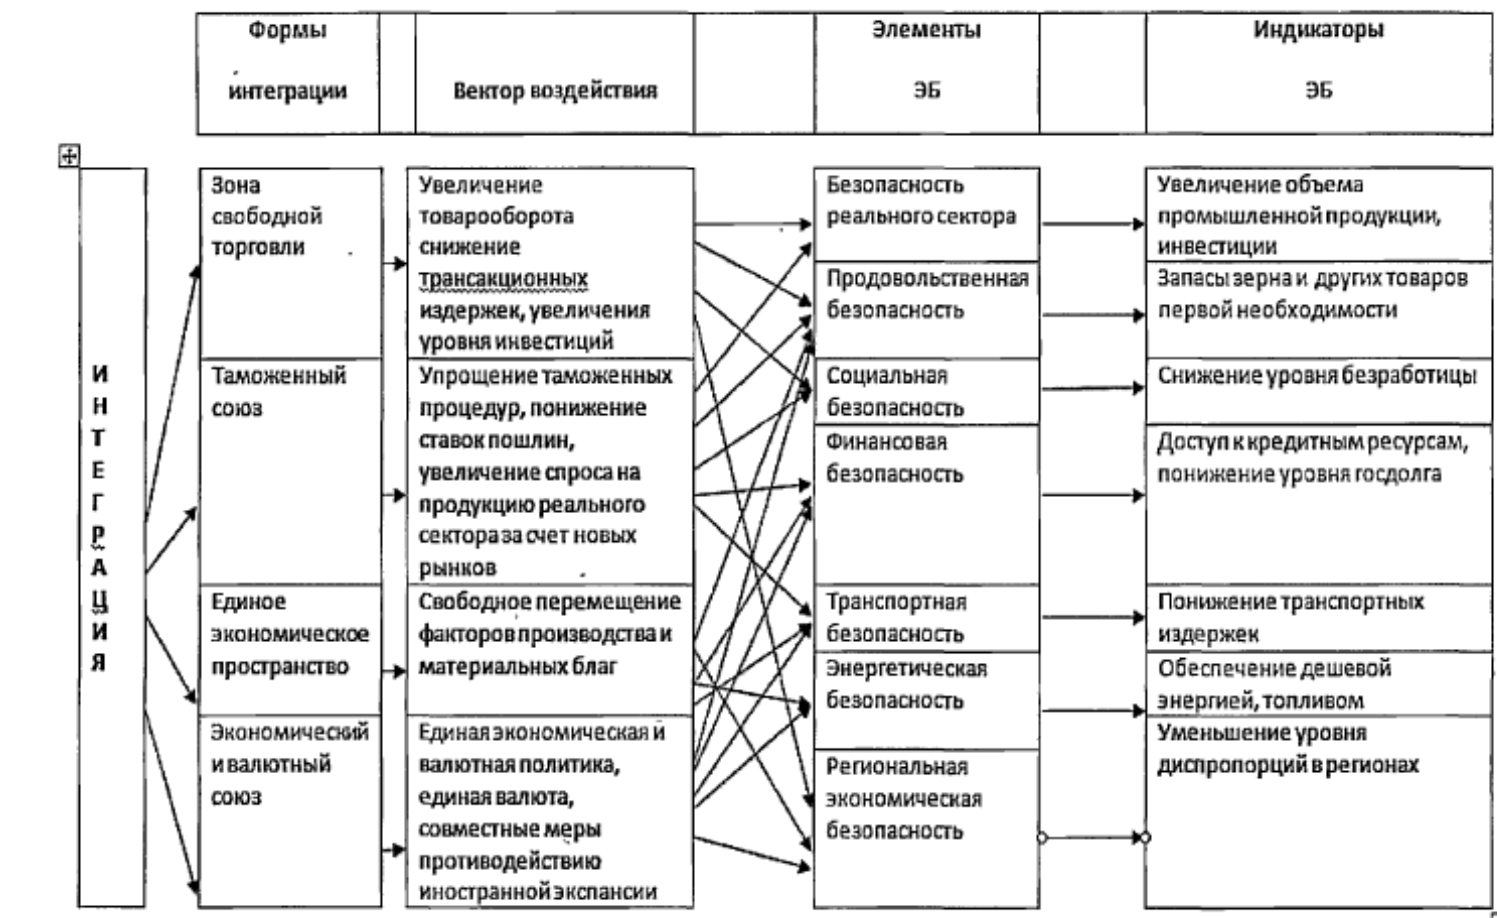 Формы
интеграции
Вектор воздействия
Элементы
ЭБ
Индикаторы
ЭБ
ИНТЕГРАЦИЯ
Зона
свободной
торговли
Увеличение
товарооборота
снижение
трансакционных
издержек, увеличения
уровня инвестиций
Безопасность
реального сектора
Увеличение объема
промышленной продукции,
инвестиции
Продовольственная
безопасность
Запасы зерна и других товаров
первой необходимости
Таможенный
союз
Упрощение таможенных
процедур, понижение
ставок пошлин,
увеличение спроса на
продукцию реального
сектора за счет новых
рынков
Социальная
безопасность
Снижение уровня безработицы
Финансовая
безопасность
Доступ к кредитным ресурсам,
понижение уровня госдолга
Единое
экономическое
пространство
Свободное перемещение
факторов производства и
материальных благ
Транспортная
безопасность
Понижение транспортных
издержек
Энергетическая
безопасность
Обеспечение дешевой
энергией, топливом
Экономический
и валютный
союз
Единая экономическая и
валютная политика,
единая валюта,
совместные меры
противодействию
иностранной экспансии
Региональная
экономическая
безопасность
Уменьшение уровня
диспропорций в регионах